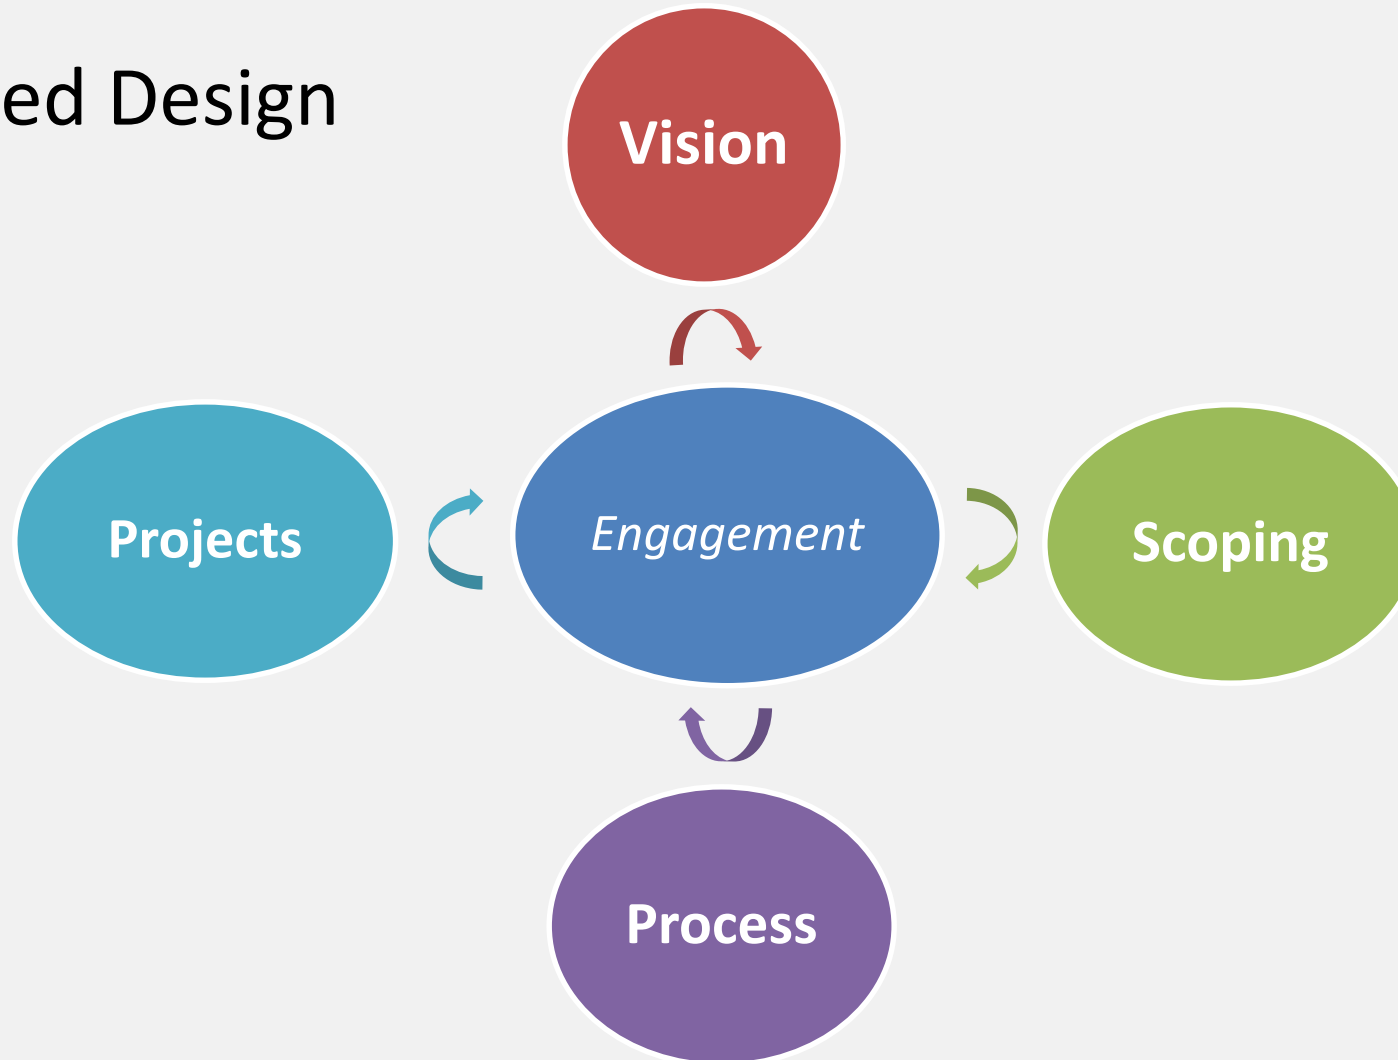 ed Design
Vision
Projects
Engagement
Scoping
Process